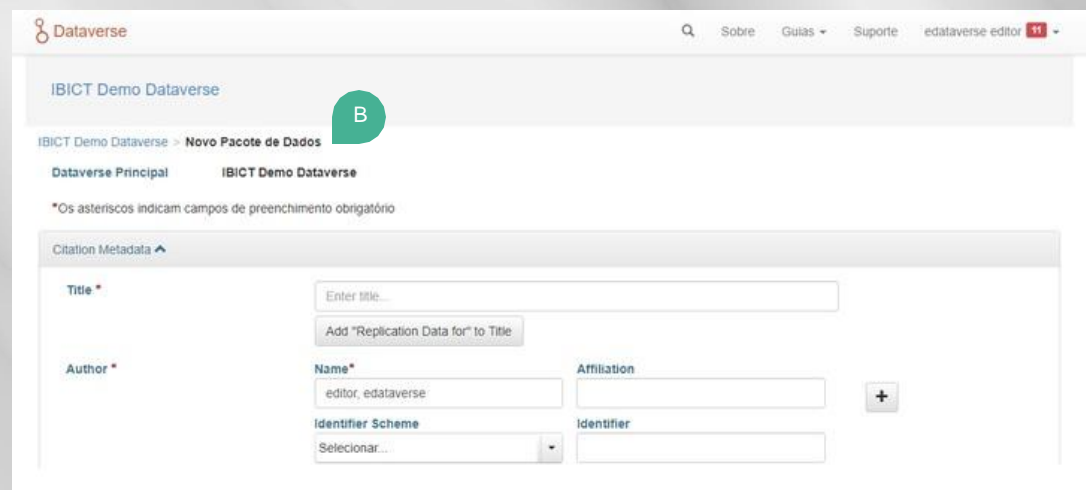 Dataverse Sobre Guias Suporte edataverse editor 11
IBICT Demo Dataverse
B
IBICT Demo Dataverse > Novo Pacote de Dados
Dataverse Principal IBICT Demo Dataverse
*Os asteriscos indicam campos de preenchimento obrigatório
Citation Metadata
Title *
Enter title...
Add "Replication Data for" to Title
Author * Name* Affiliation
editor, edataverse +
Identifier Scheme Identifier
Selecionar...